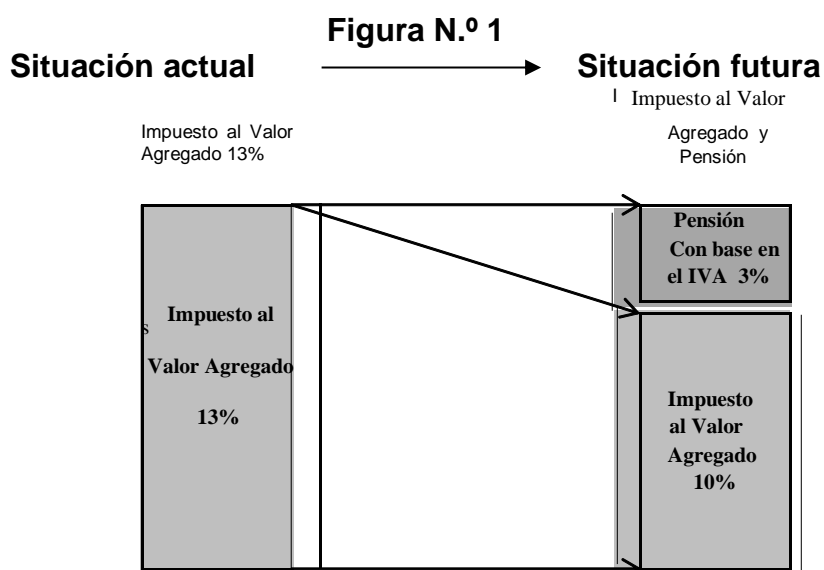 Figura N.º 1
Situación actual
Situación futura
Impuesto al Valor
Agregado 13%
l Impuesto al Valor
Agregado y
Pensión
Pensión
Con base en
el IVA 3%
s
Impuesto al
Valor Agregado
13%
Impuesto
al Valor
Agregado
10%